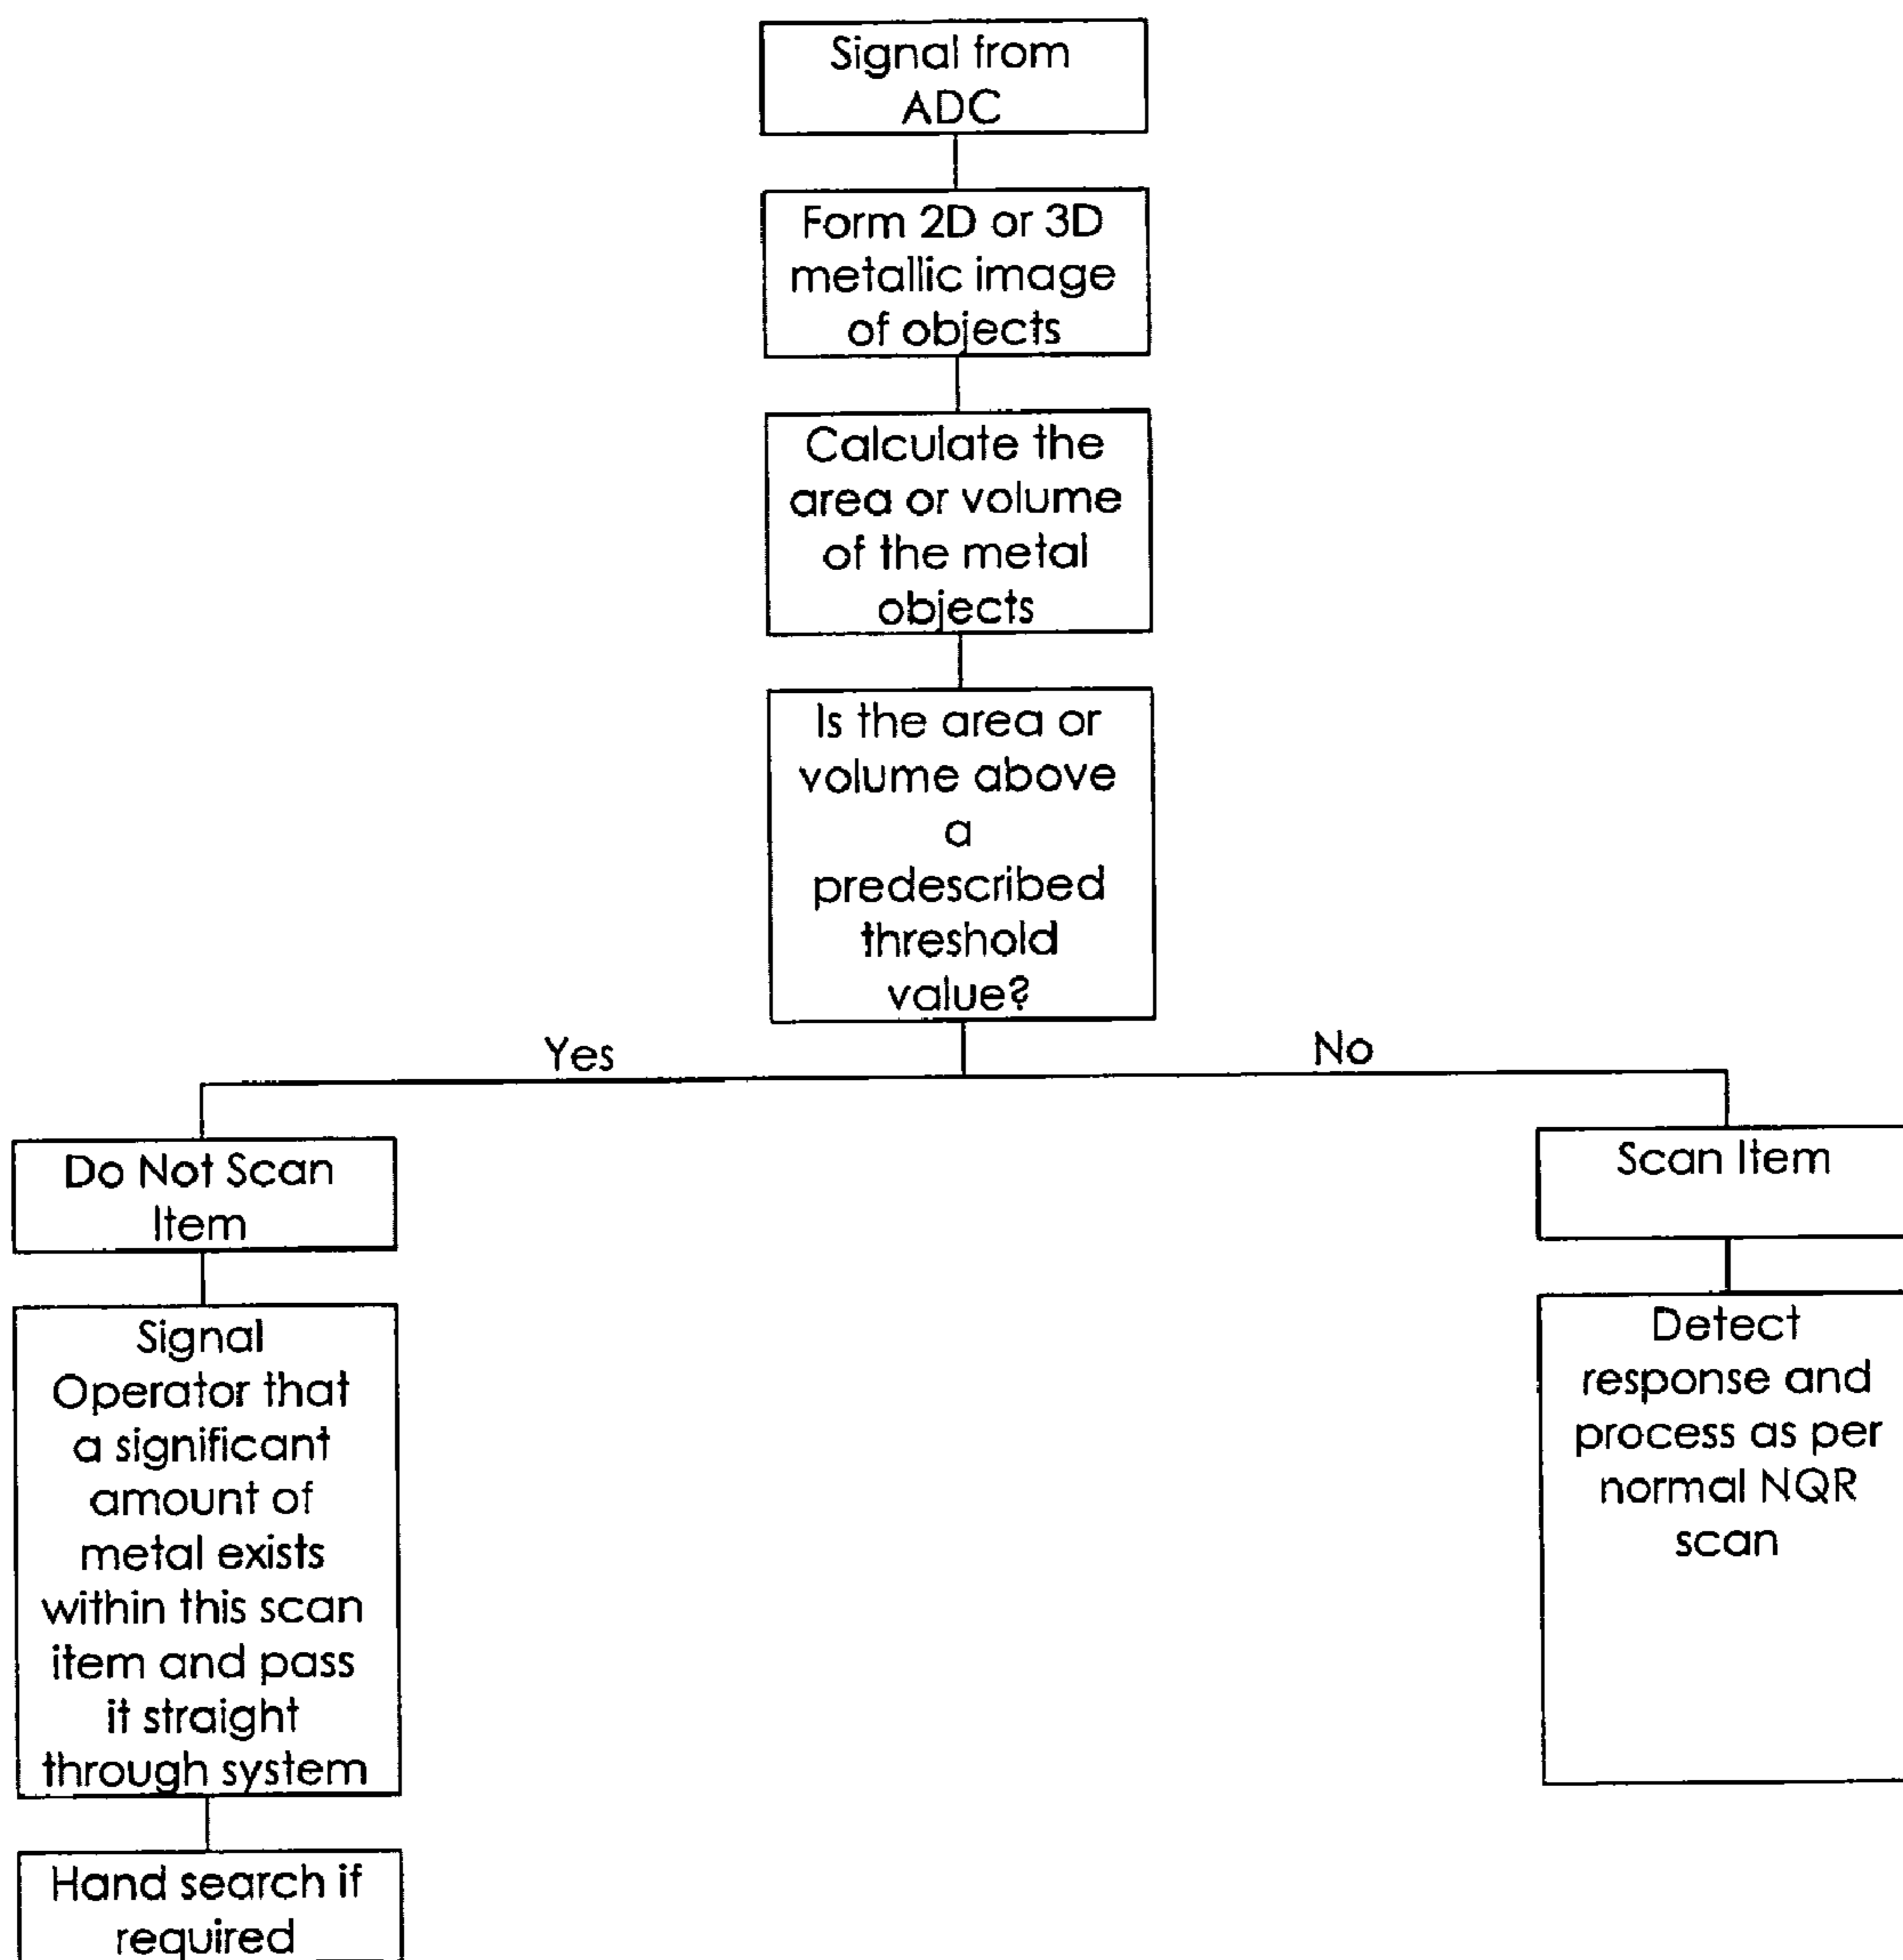 Signal from
ADC
Form 2D or 3D
metallic image
of objects
Calculate the
area or volume
of the metal
objects
Is the area or
volume above
a
predescribed
threshold
value?
Yes
No
Do Not Scan
Item
Signal
Operator that
a significant
amount of
metal exists
within this scan
item and pass
it straight
through system
Hand search if
required
Scan Item
Detect
response and
process as per
normal NQR
scan